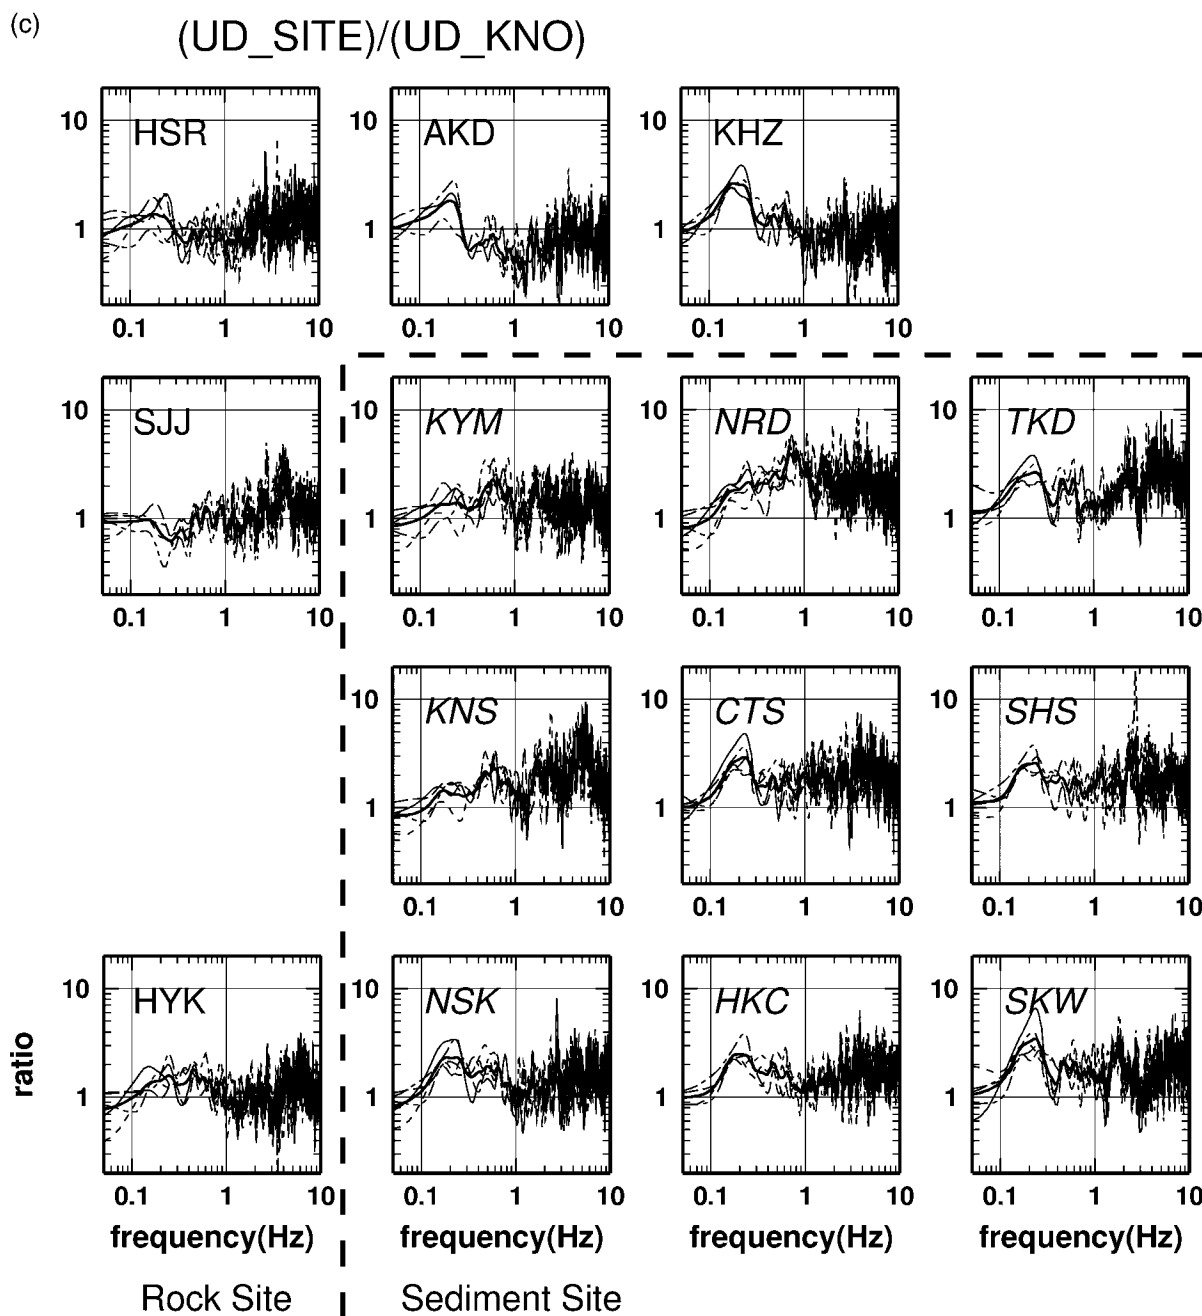 (c)
(UD_SITE)/(UD_KNO)
HSR
AKD
KHZ
10
1
0.1 1 10
10
1
0.1 1 10
10
1
0.1 1 10
SJJ
KYM
NRD
TKD
10
1
0.1 1 10
10
1
0.1 1 10
10
1
0.1 1 10
10
1
0.1 1 10
KNS
CTS
SHS
10
1
0.1 1 10
10
1
0.1 1 10
10
1
0.1 1 10
HYK
NSK
HKC
SKW
ratio
10
1
0.1 1 10
10
1
0.1 1 10
10
1
0.1 1 10
10
1
0.1 1 10
frequency(Hz) frequency(Hz) frequency(Hz) frequency(Hz)
Rock Site
Sediment Site